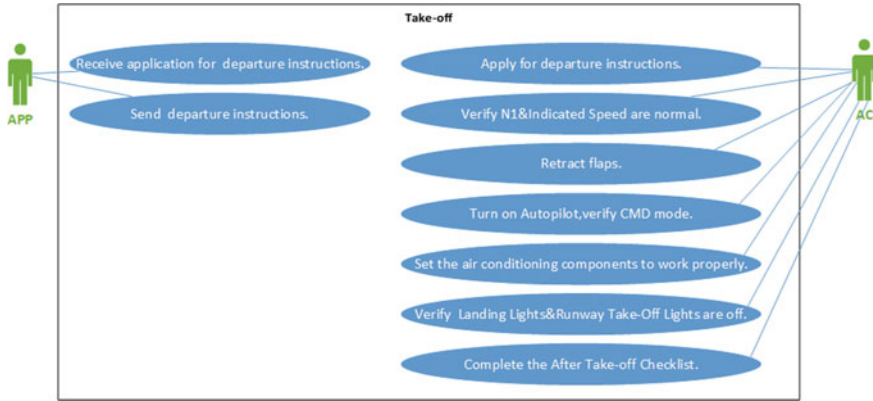 Take-off
Receive application for departure instructions.
Send departure instructions.
APP
Apply for departure instructions.
Verify N1&Indicated Speed are normal.
Retract flaps.
Turn on Autopilot,verify CMD mode.
Set the air conditioning components to work properly.
Verify Landing Lights&Runway Take-Off Lights are off.
Complete the After Take-off Checklist.
AC